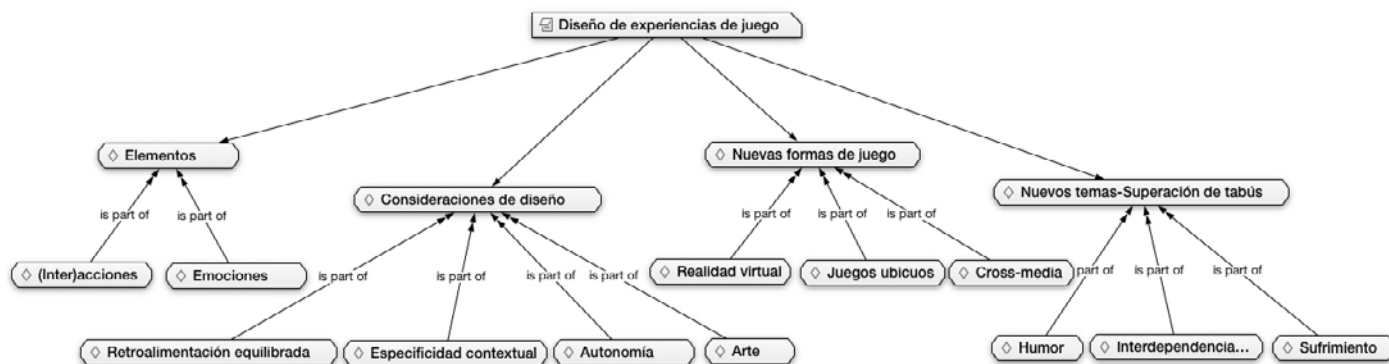 Diseño de experiencias de juego
Elementos
Nuevas formas de juego
Consideraciones de diseño
Nuevos temas-Superación de tabús
is part of
is part of
is part of
is part of
is part of
(Inter)acciones
Emociones
is part of
is part of
is part of
is part of
Realidad virtual
Juegos ubicuos
Cross-media
part of
is part of
is part of
Retroalimentación equilibrada
Especificidad contextual
Autonomía
Arte
Humor
Interdependencia...
Sufrimiento